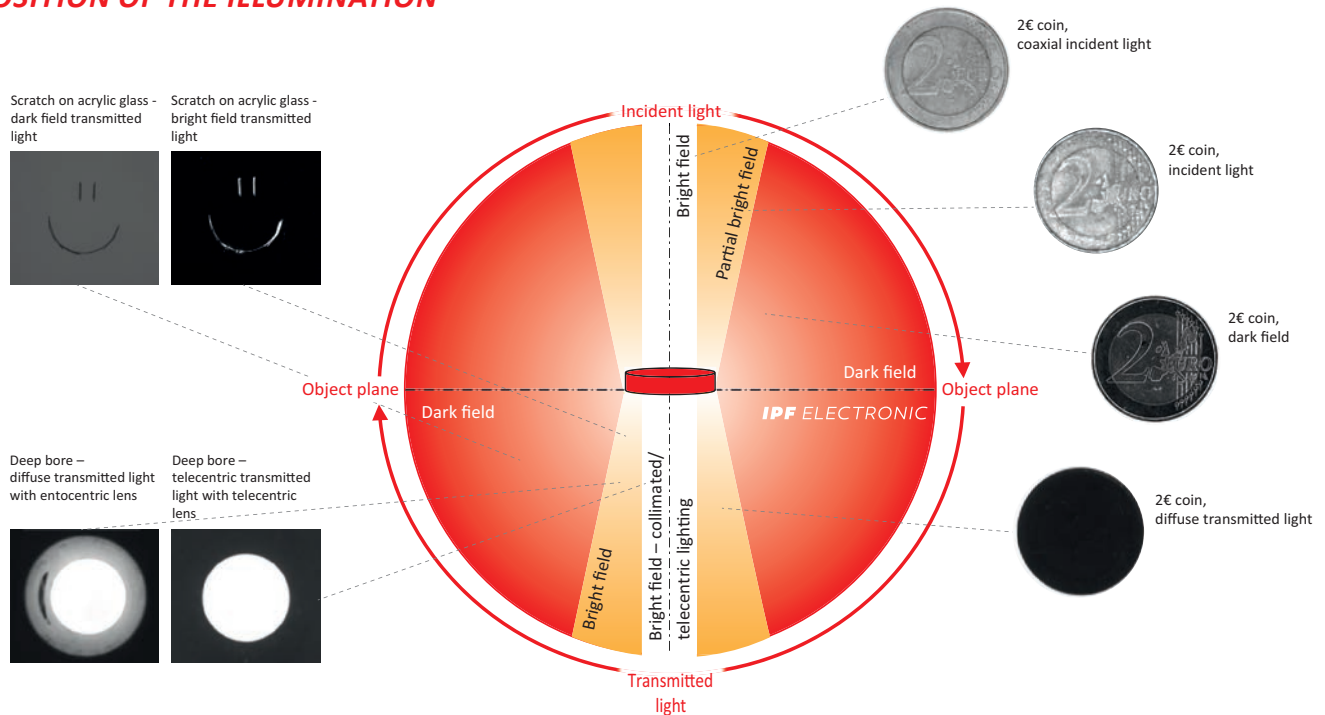 OSITION OF THE ILLUMINATION
2€ coin,
coaxial incident light
Scratch on acrylic glass -
dark field transmitted
light
Scratch on acrylic glass -
bright field transmitted
light
Incident light
Bright field
Partial bright field
2€ coin,
incident light
2€ coin,
dark field
Dark field
Object plane
Object plane
Dark field
IPF ELECTRONIC
Deep bore –
diffuse transmitted light
with entocentric lens
Deep bore –
telecentric transmitted
light with telecentric
lens
2€ coin,
diffuse transmitted light
Bright field
Bright field – collimated/
telecentric lighting
Transmitted
light